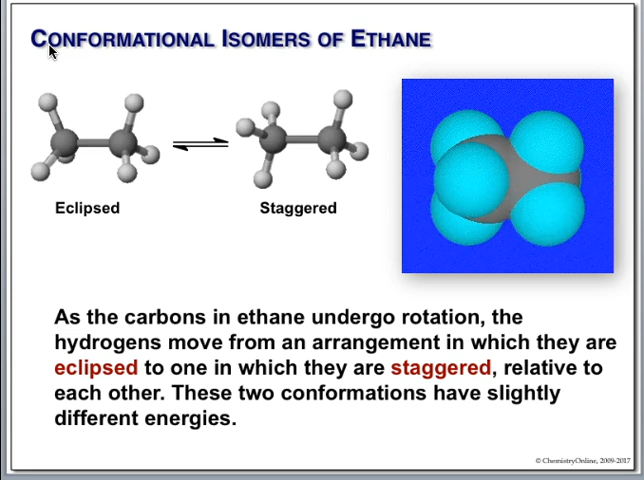 CONFORMATIONAL ISOMERS OF ETHANE
Eclipsed
Staggered
As the carbons in ethane undergo rotation, the
hydrogens move from an arrangement in which they are
eclipsed to one in which they are staggered, relative to
each other. These two conformations have slightly
different energies.
© ChemistryOnline, 2009-2017